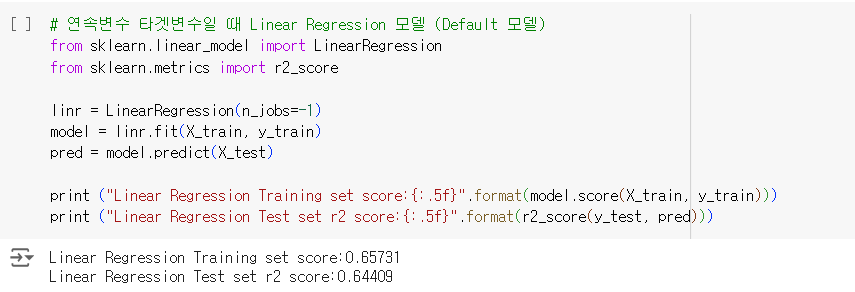 [ ] # 연속변수 타겟변수일 때 Linear Regression 모델 (Default 모델)
from sklearn.linear_model import LinearRegression
from sklearn.metrics import r2_score
linr = LinearRegression(n_jobs=-1)
model = linr.fit(X_train, y_train)
pred = model.predict(X_test)
print ("Linear Regression Training set score:{:.5f}".format(model.score(X_train, y_train)))
print ("Linear Regression Test set r2 score:{:.5f}".format(r2_score(y_test, pred)))
Linear Regression Training set score:0.65731
Linear Regression Test set r2 score:0.64409